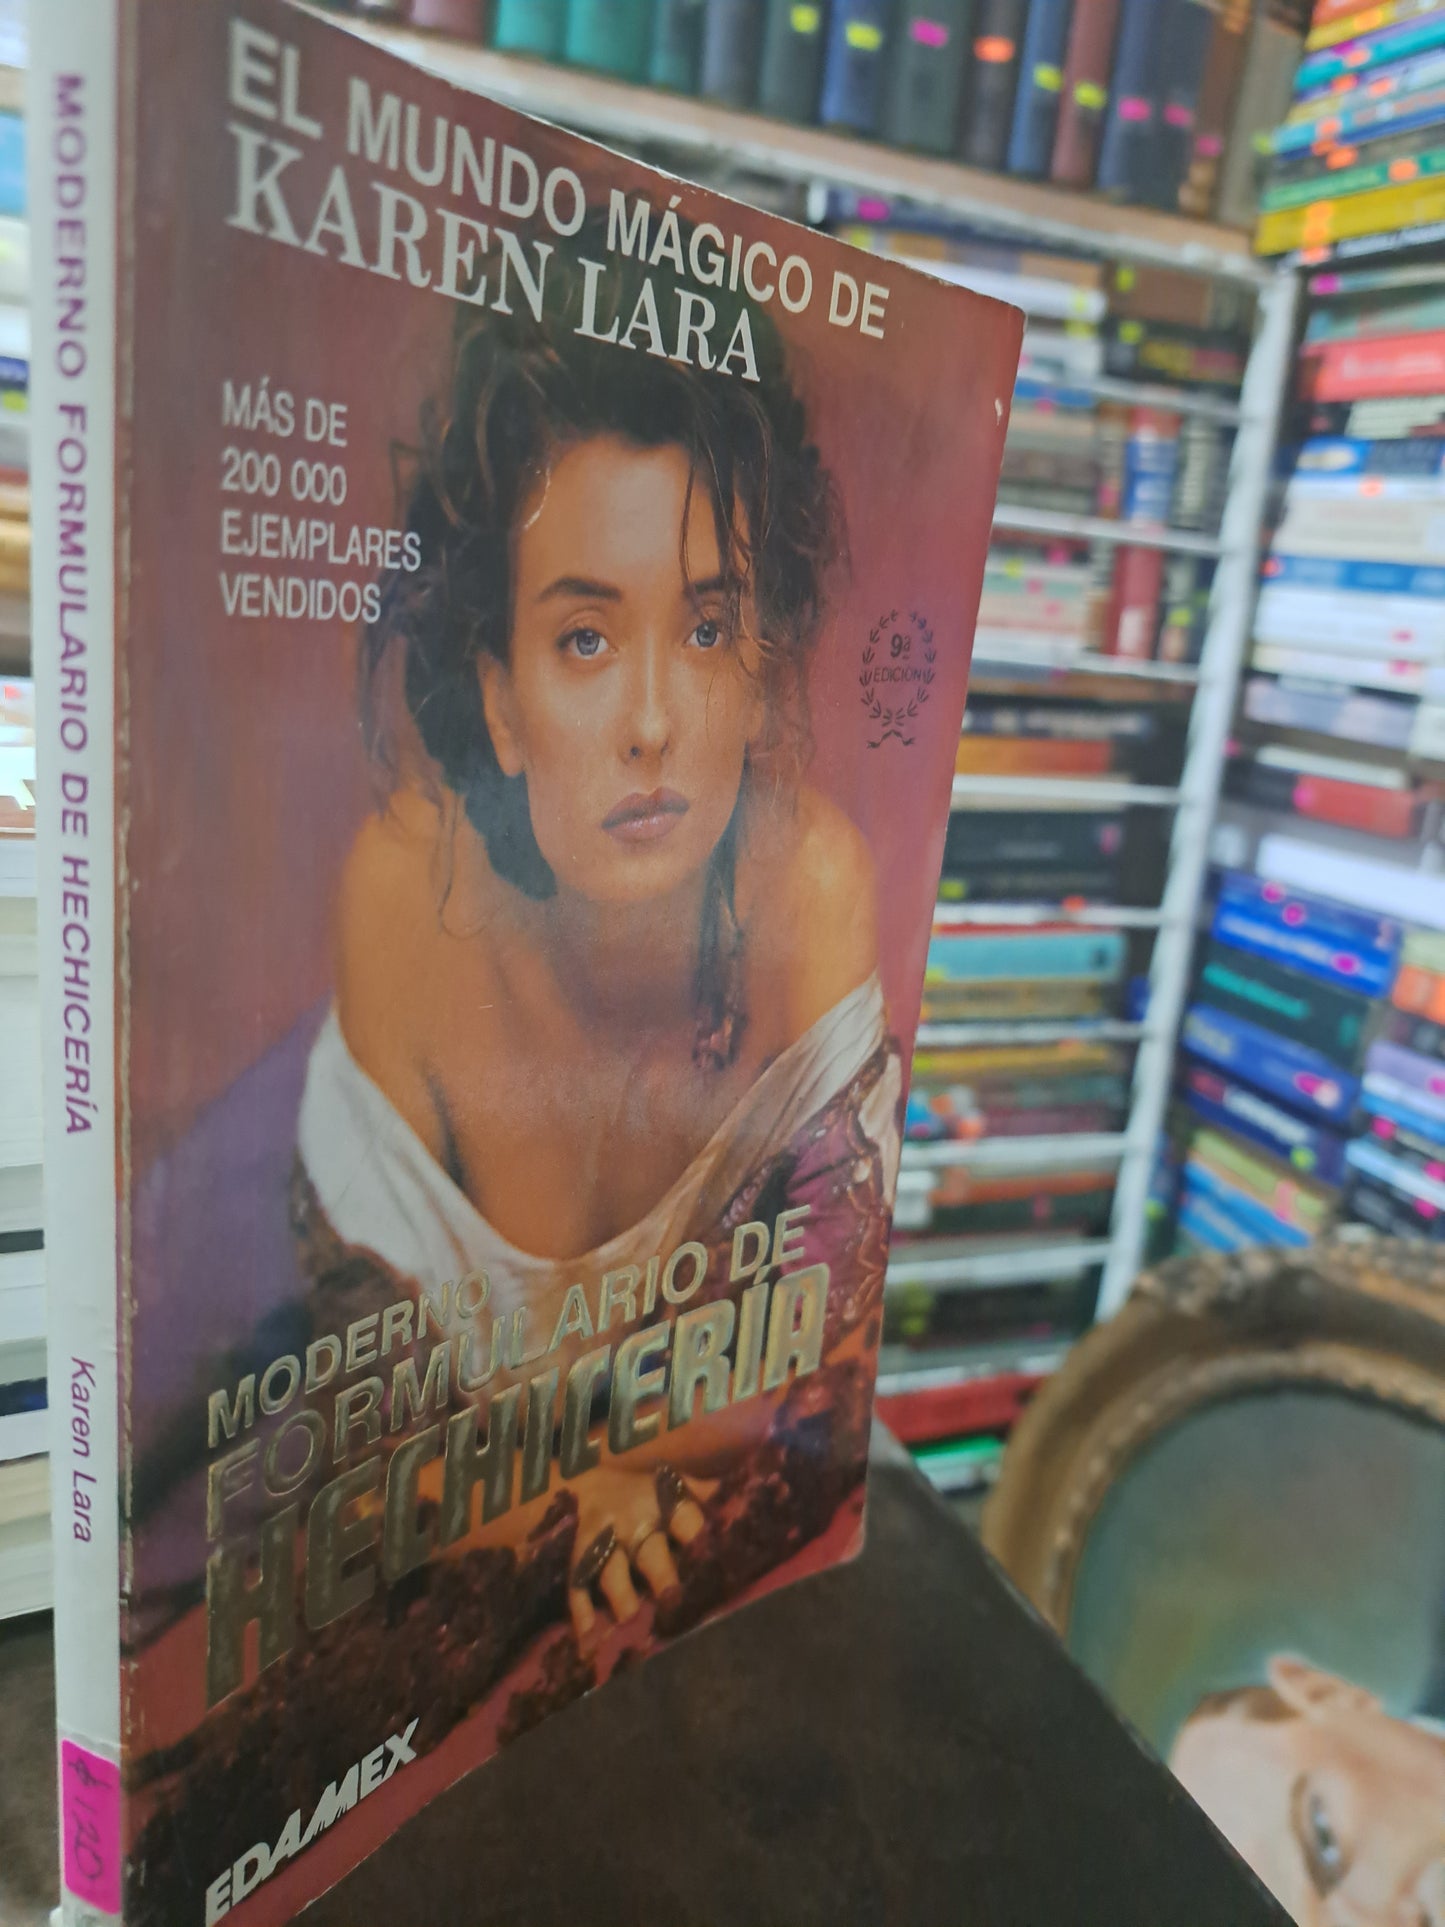 EL MUNDO MÁGICO DE
KAREN LARA
MÁS DE
200 000
EJEMPLARES
VENDIDOS
9ª
EDICIÓN
MODERNO
FORMULARIO DE
HECHICERÍA
EDAMEX
MODERNO FORMULARIO DE HECHICERÍA
Karen Lara
$120